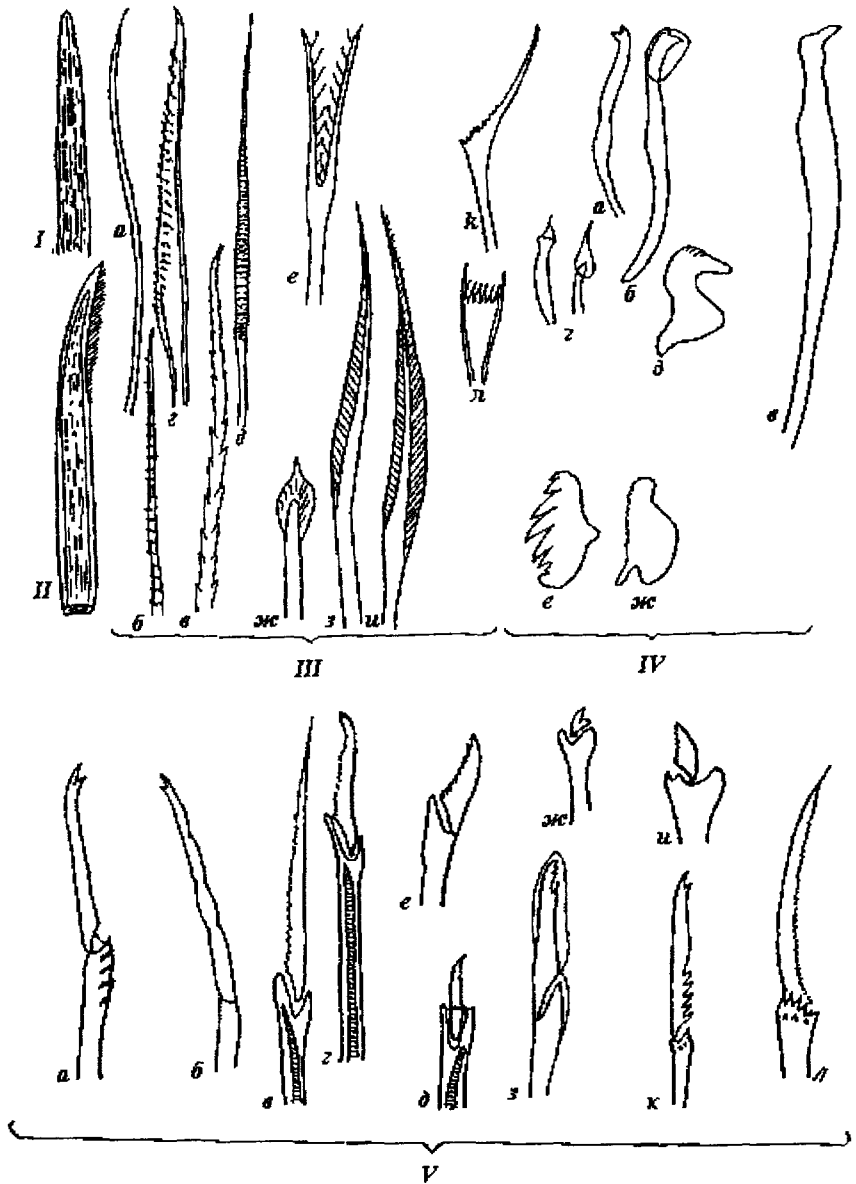 I
II
а
б
в
г
д
е
ж
з
и
к
л
III
а
б
в
г
д
е
ж
IV
а
б
в
г
д
е
ж
з
и
к
л
V